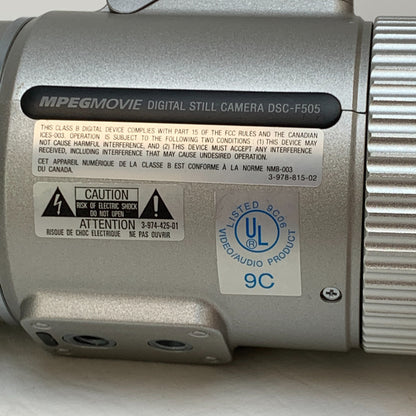 MPEGMOVIE DIGITAL STILL CAMERA DSC-F505
THIS CLASS B DIGITAL DEVICE COMPLIES WITH PART 15 OF THE FCC RULES AND THE CANADIAN
ICES-003. OPERATION IS SUBJECT TO THE FOLLOWING TWO CONDITIONS : (1) THIS DEVICE MAY
NOT CAUSE HARMFUL INTERFERENCE, AND (2) THIS DEVICE MUST ACCEPT ANY INTERFERENCE
RECEIVED, INCLUDING INTERFERENCE THAT MAY CAUSE UNDESIRED OPERATION.
CET APPAREIL NUMÉRIQUE DE LA CLASSE B EST CONFORME À LA NORME NMB-003
DU CANADA. 3-978-815-02
CAUTION
RISK OF ELECTRIC SHOCK
DO NOT OPEN
ATTENTION 3-974-425-01
RISQUE DE CHOC ELECTRIQUE NE PAS OUVRIR
LISTED 9C06
UL
®
VIDEO/AUDIO PRODUCT
9C